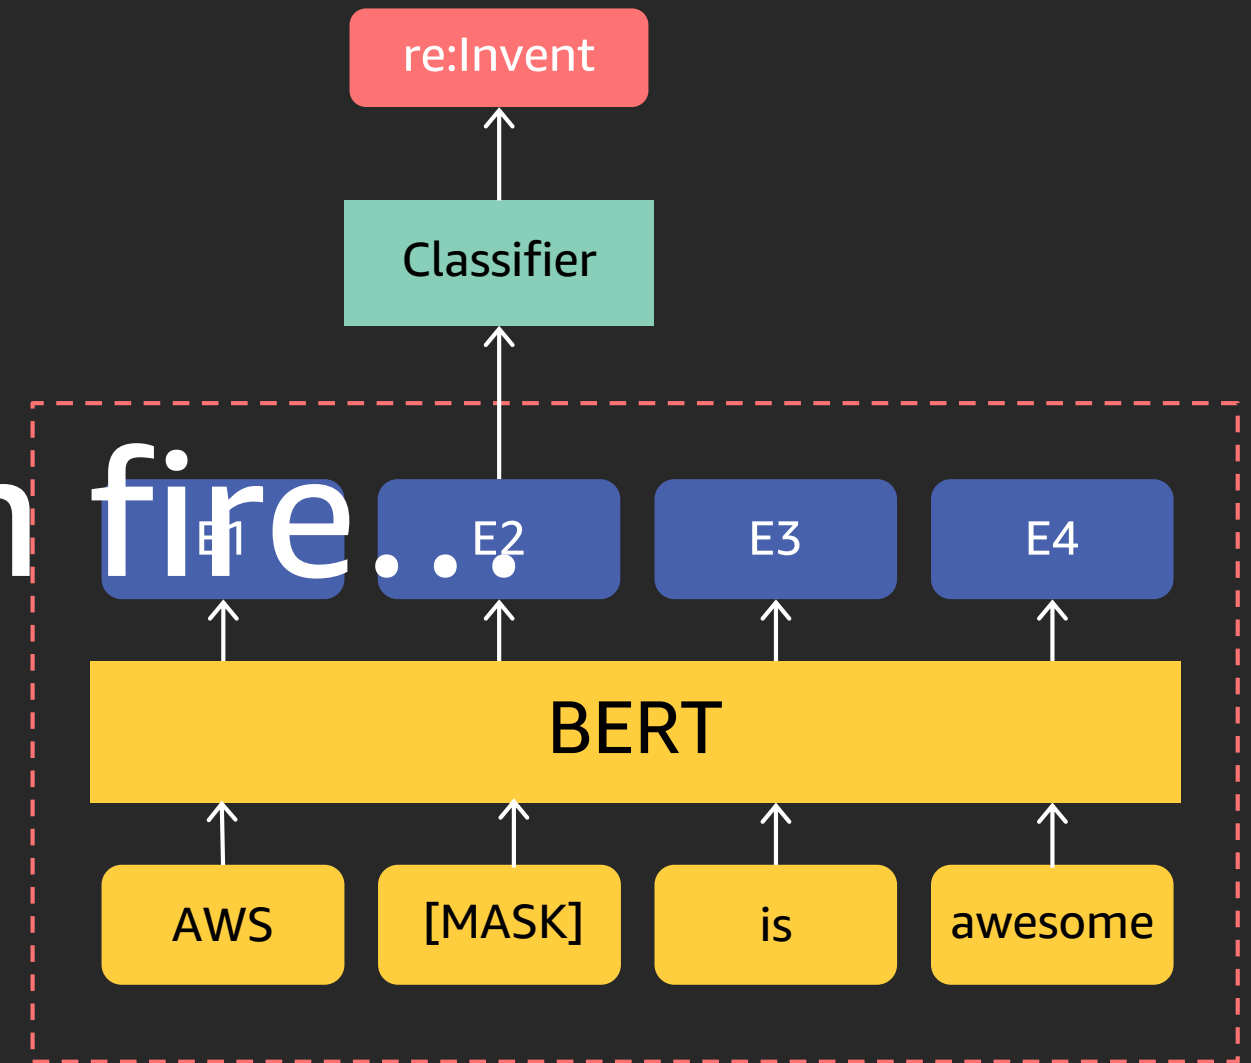 re:Invent
Classifier
n fire...
E1 E2 E3 E4
BERT
AWS [MASK] is awesome